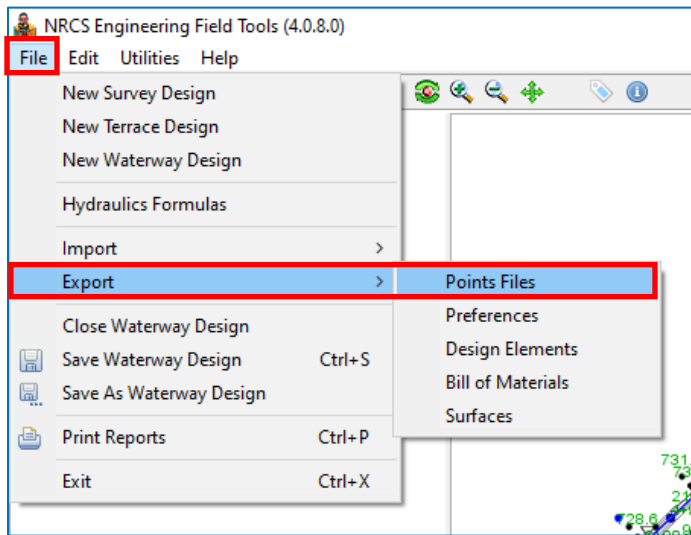 NRCS Engineering Field Tools (4.0.8.0)
File Edit Utilities Help
New Survey Design
New Terrace Design
New Waterway Design
Hydraulics Formulas
Import >
Export >
Points Files
Preferences
Design Elements
Bill of Materials
Surfaces
Close Waterway Design
Save Waterway Design Ctrl+S
Save As Waterway Design
Print Reports Ctrl+P
Exit Ctrl+X
731.
728.6